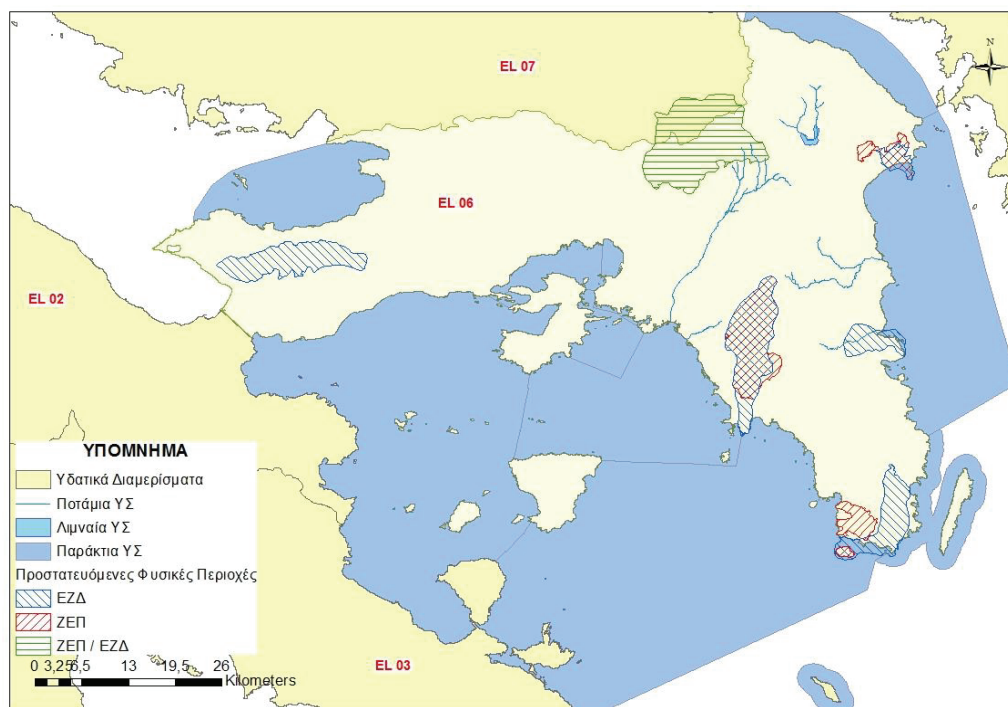 EL 07
N
EL 06
EL 02
ΥΠΟΜΝΗΜΑ
Υδατικά Διαμερίσματα
Ποτάμια ΥΣ
Λιμναία ΥΣ
Παράκτια ΥΣ
Προστατευόμενες Φυσικές Περιοχές
ΕΖΔ
ΖΕΠ
ΖΕΠ / ΕΖΔ
0 3,25 6,5 13 19,5 26
Kilometers
EL 03